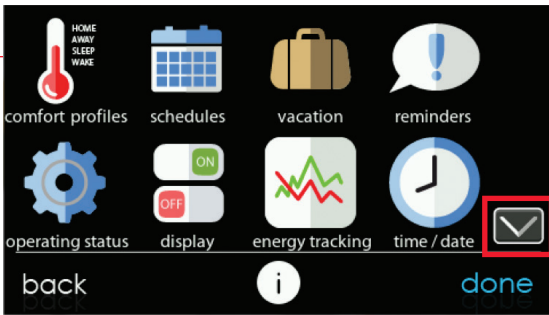 HOME
AWAY
SLEEP
WAKE
comfort profiles schedules vacation reminders
ON
OFF
operating status display energy tracking time / date
back i done